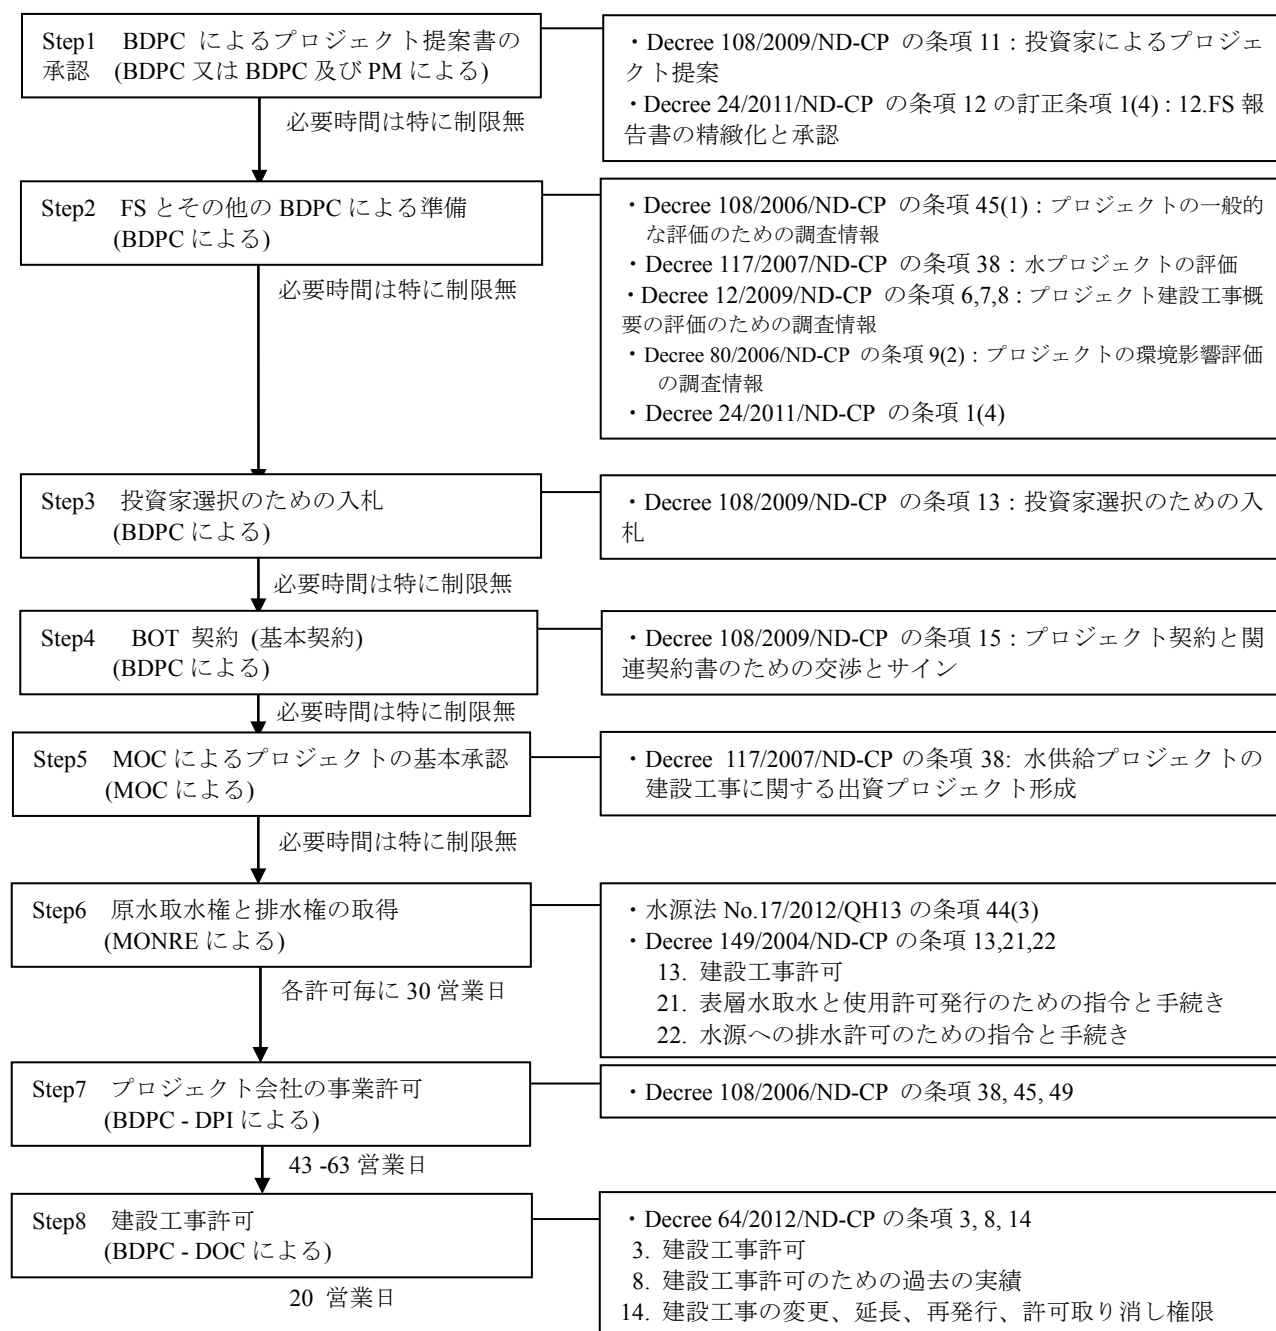 Step1 BDPC によるプロジェクト提案書の
承認 (BDPC 又は BDPC 及び PM による)
・Decree 108/2009/ND-CP の条項 11：投資家によるプロジェ
クト提案
・Decree 24/2011/ND-CP の条項 12 の訂正条項 1(4) : 12.FS 報
告書の精緻化と承認
必要時間は特に制限無
Step2 FS とその他の BDPC による準備
(BDPC による)
・Decree 108/2006/ND-CP の条項 45(1)：プロジェクトの一般的
な評価のための調査情報
・Decree 117/2007/ND-CP の条項 38：水プロジェクトの評価
・Decree 12/2009/ND-CP の条項 6,7,8：プロジェクト建設工事概
要の評価のための調査情報
・Decree 80/2006/ND-CP の条項 9(2)：プロジェクトの環境影響評価
の調査情報
・Decree 24/2011/ND-CP の条項 1(4)
必要時間は特に制限無
Step3 投資家選択のための入札
(BDPC による)
・Decree 108/2009/ND-CP の条項 13：投資家選択のための入
札
必要時間は特に制限無
Step4 BOT 契約 (基本契約)
(BDPC による)
・Decree 108/2009/ND-CP の条項 15：プロジェクト契約と関
連契約書のための交渉とサイン
必要時間は特に制限無
Step5 MOC によるプロジェクトの基本承認
(MOC による)
・Decree 117/2007/ND-CP の条項 38: 水供給プロジェクトの
建設工事に関する出資プロジェクト形成
必要時間は特に制限無
Step6 原水取水権と排水権の取得
(MONRE による)
・水源法 No.17/2012/QH13 の条項 44(3)
・Decree 149/2004/ND-CP の条項 13,21,22
13. 建設工事許可
21. 表層水取水と使用許可発行のための指令と手続き
22. 水源への排水許可のための指令と手続き
各許可毎に 30 営業日
Step7 プロジェクト会社の事業許可
(BDPC - DPI による)
・Decree 108/2006/ND-CP の条項 38, 45, 49
43 -63 営業日
Step8 建設工事許可
(BDPC - DOC による)
・Decree 64/2012/ND-CP の条項 3, 8, 14
3. 建設工事許可
8. 建設工事許可のための過去の実績
14. 建設工事の変更、延長、再発行、許可取り消し権限
20 営業日